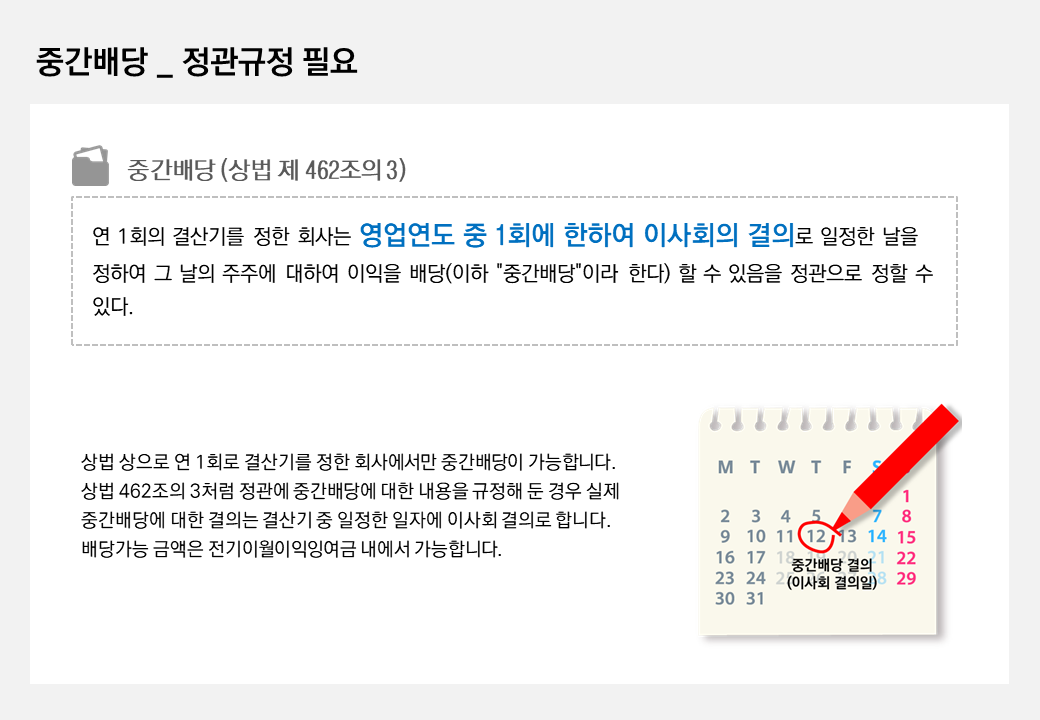 중간배당 _ 정관규정 필요
중간배당 (상법 제 462조의 3)
연 1회의 결산기를 정한 회사는 영업연도 중 1회에 한하여 이사회의 결의로 일정한 날을
정하여 그 날의 주주에 대하여 이익을 배당(이하 "중간배당"이라 한다) 할 수 있음을 정관으로 정할 수
있다.
상법 상으로 연 1회로 결산기를 정한 회사에서만 중간배당이 가능합니다.
상법 462조의 3처럼 정관에 중간배당에 대한 내용을 규정해 둔 경우 실제
중간배당에 대한 결의는 결산기 중 일정한 일자에 이사회 결의로 합니다.
배당가능 금액은 전기이월이익잉여금 내에서 가능합니다.
M T W T F S
1
2 3 4 5 7 8
9 10 11 12 13 14 15
16 17 18 19 20 21 22
23 24 29
30 31
중간배당 결의
(이사회 결의일)